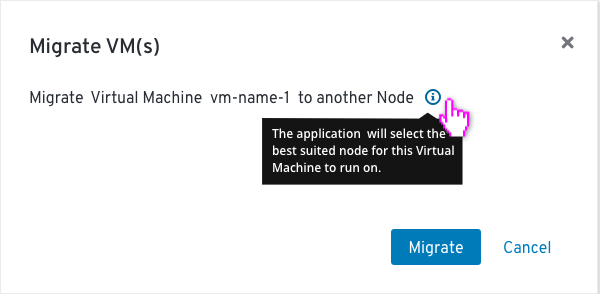 Migrate VM(s)
Migrate Virtual Machine vm-name-1 to another Node
The application will select the
best suited node for this Virtual
Machine to run on.
Migrate Cancel